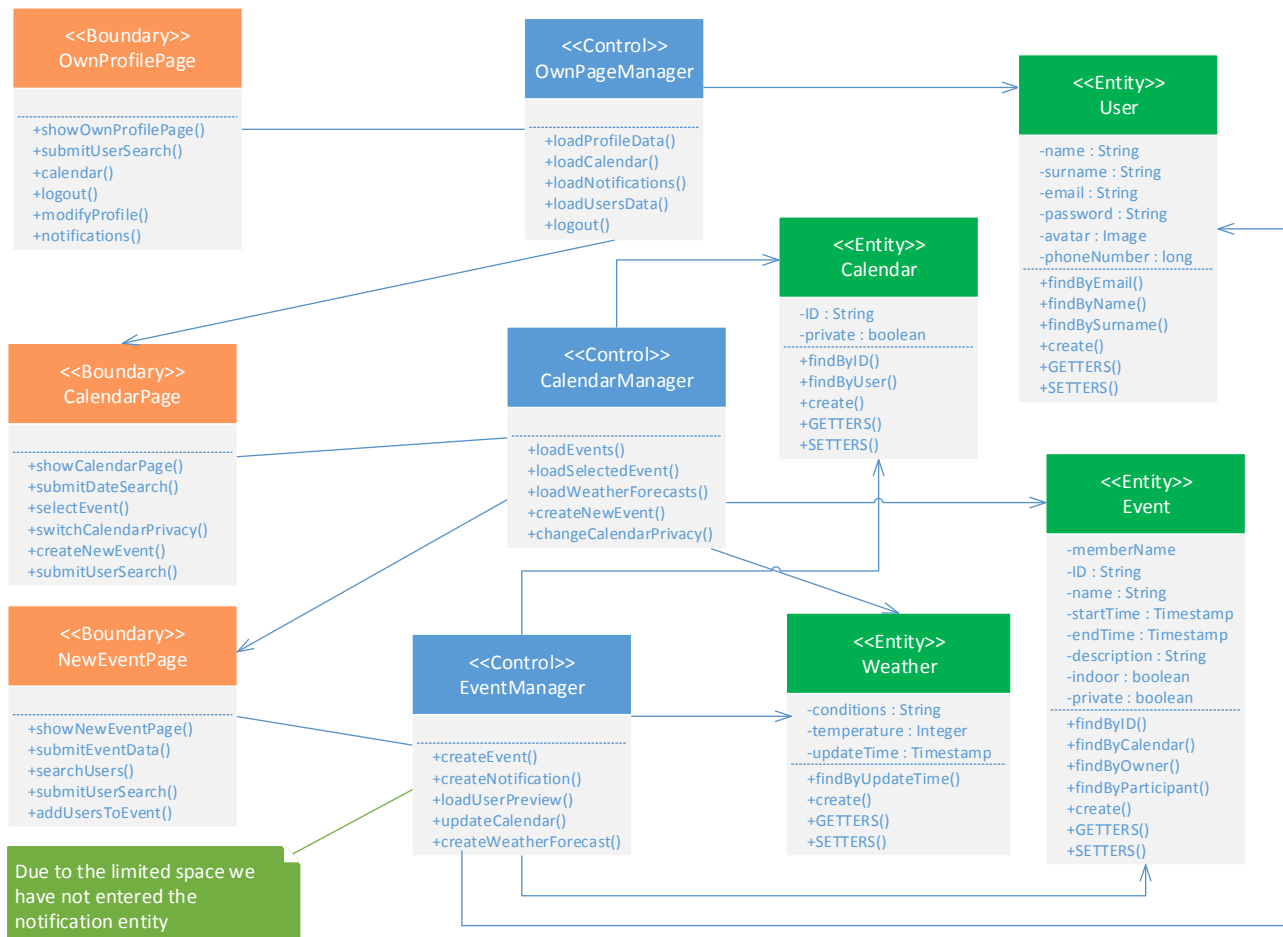 <<Boundary>>
OwnProfilePage
+showOwnProfilePage()
+submitUserSearch()
+calendar()
+logout()
+modifyProfile()
+notifications()
<<Control>>
OwnPageManager
+loadProfileData()
+loadCalendar()
+loadNotifications()
+loadUsersData()
+logout()
<<Entity>>
User
-name : String
-surname : String
-email : String
-password : String
-avatar : Image
-phoneNumber : long
+findByEmail()
+findByName()
+findBySurname()
+create()
+GETTERS()
+SETTERS()
<<Entity>>
Calendar
-ID : String
-private : boolean
+findByID()
+findByUser()
+create()
+GETTERS()
+SETTERS()
<<Boundary>>
CalendarPage
+showCalendarPage()
+submitDateSearch()
+selectEvent()
+switchCalendarPrivacy()
+createNewEvent()
+submitUserSearch()
<<Control>>
CalendarManager
+loadEvents()
+loadSelectedEvent()
+loadWeatherForecasts()
+createNewEvent()
+changeCalendarPrivacy()
<<Entity>>
Event
-memberName
-ID : String
-name : String
-startTime : Timestamp
-endTime : Timestamp
-description : String
-indoor : boolean
-private : boolean
+findByID()
+findByCalendar()
+findByOwner()
+findByParticipant()
+create()
+GETTERS()
+SETTERS()
<<Boundary>>
NewEventPage
+showNewEventPage()
+submitEventData()
+searchUsers()
+submitUserSearch()
+addUsersToEvent()
<<Control>>
EventManager
+createEvent()
+createNotification()
+loadUserPreview()
+updateCalendar()
+createWeatherForecast()
<<Entity>>
Weather
-conditions : String
-temperature : Integer
-updateTime : Timestamp
+findByUpdateTime()
+create()
+GETTERS()
+SETTERS()
Due to the limited space we
have not entered the
notification entity